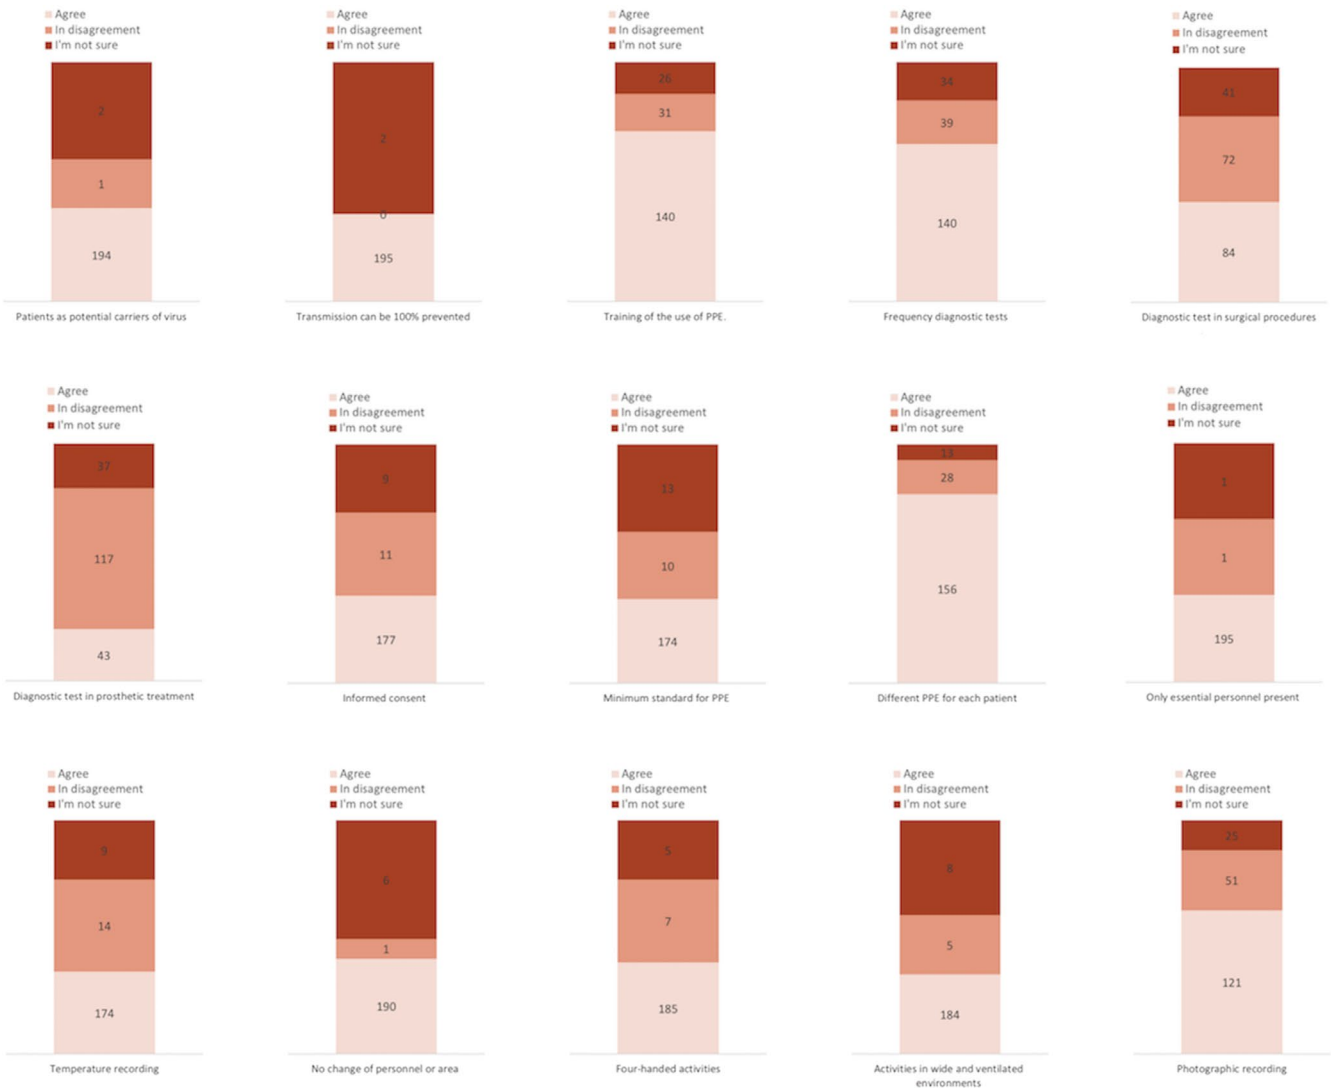 Agree
In disagreement
I'm not sure
2
1
194
Patients as potential carriers of virus
Agree
In disagreement
I'm not sure
2
0
195
Transmission can be 100% prevented
Agree
In disagreement
I'm not sure
26
31
140
Training of the use of PPE.
Agree
In disagreement
I'm not sure
34
39
140
Frequency diagnostic tests
Agree
In disagreement
I'm not sure
41
72
84
Diagnostic test in surgical procedures
Agree
In disagreement
I'm not sure
37
117
43
Diagnostic test in prosthetic treatment
Agree
In disagreement
I'm not sure
9
11
177
Informed consent
Agree
In disagreement
I'm not sure
13
10
174
Minimum standard for PPE
Agree
In disagreement
I'm not sure
13
28
156
Different PPE for each patient
Agree
In disagreement
I'm not sure
1
1
195
Only essential personnel present
Agree
In disagreement
I'm not sure
9
14
174
Temperature recording
Agree
In disagreement
I'm not sure
6
1
190
No change of personnel or area
Agree
In disagreement
I'm not sure
5
7
185
Four-handed activities
Agree
In disagreement
I'm not sure
8
5
184
Activities in wide and ventilated
environments
Agree
In disagreement
I'm not sure
25
51
121
Photographic recording